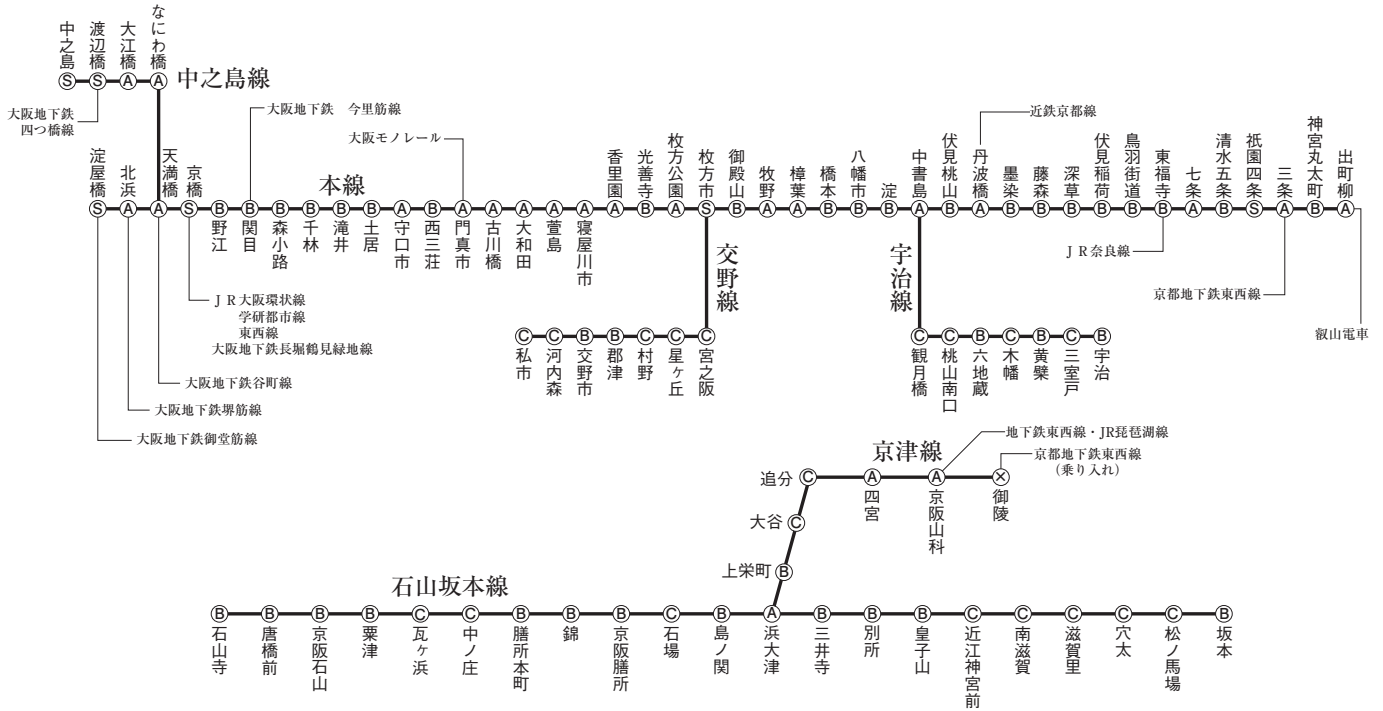 中之島
渡辺橋
大江橋
なにわ橋
S S A A
中之島線
大阪地下鉄
四つ橋線
大阪地下鉄 今里筋線
大阪モノレール
近鉄京都線
本線
淀屋橋
北浜
天満橋
京橋
野江
関目
森小路
千林
滝井
土居
守口市
西三荘
門真市
古川橋
大和田
萱島
寝屋川市
香里園
光善寺
枚方公園
枚方市
御殿山
牧野
樟葉
橋本
八幡市
淀
中書島
伏見桃山
丹波橋
墨染
藤森
深草
伏見稲荷
鳥羽街道
東福寺
七条
清水五条
祇園四条
三条
神宮丸太町
出町柳
S A A S B B B B B B A B A A A A A A B A S B A A B B B A B A B B B B B B A B S A B A
JR奈良線
京都地下鉄東西線
叡山電車
JR大阪環状線
学研都市線
東西線
大阪地下鉄長堀鶴見緑地線
大阪地下鉄谷町線
大阪地下鉄堺筋線
大阪地下鉄御堂筋線
交野線
C C B B C C C
私市
河内森
交野市
郡津
村野
星ヶ丘
宮之阪
宇治線
C C B C B C B
観月橋
桃山南口
六地蔵
木幡
黄檗
三室戸
宇治
京津線
地下鉄東西線・JR琵琶湖線
京都地下鉄東西線
(乗り入れ)
追分 C A A ×
四宮
京阪山科
御陵
大谷 C
上栄町 B
石山坂本線
B B B B C C B B B C B A B B B C C C C C B
石山寺
唐橋前
京阪石山
粟津
瓦ヶ浜
中ノ庄
膳所本町
錦
京阪膳所
石場
島ノ関
浜大津
三井寺
別所
皇子山
近江神宮前
南滋賀
滋賀里
穴太
松ノ馬場
坂本